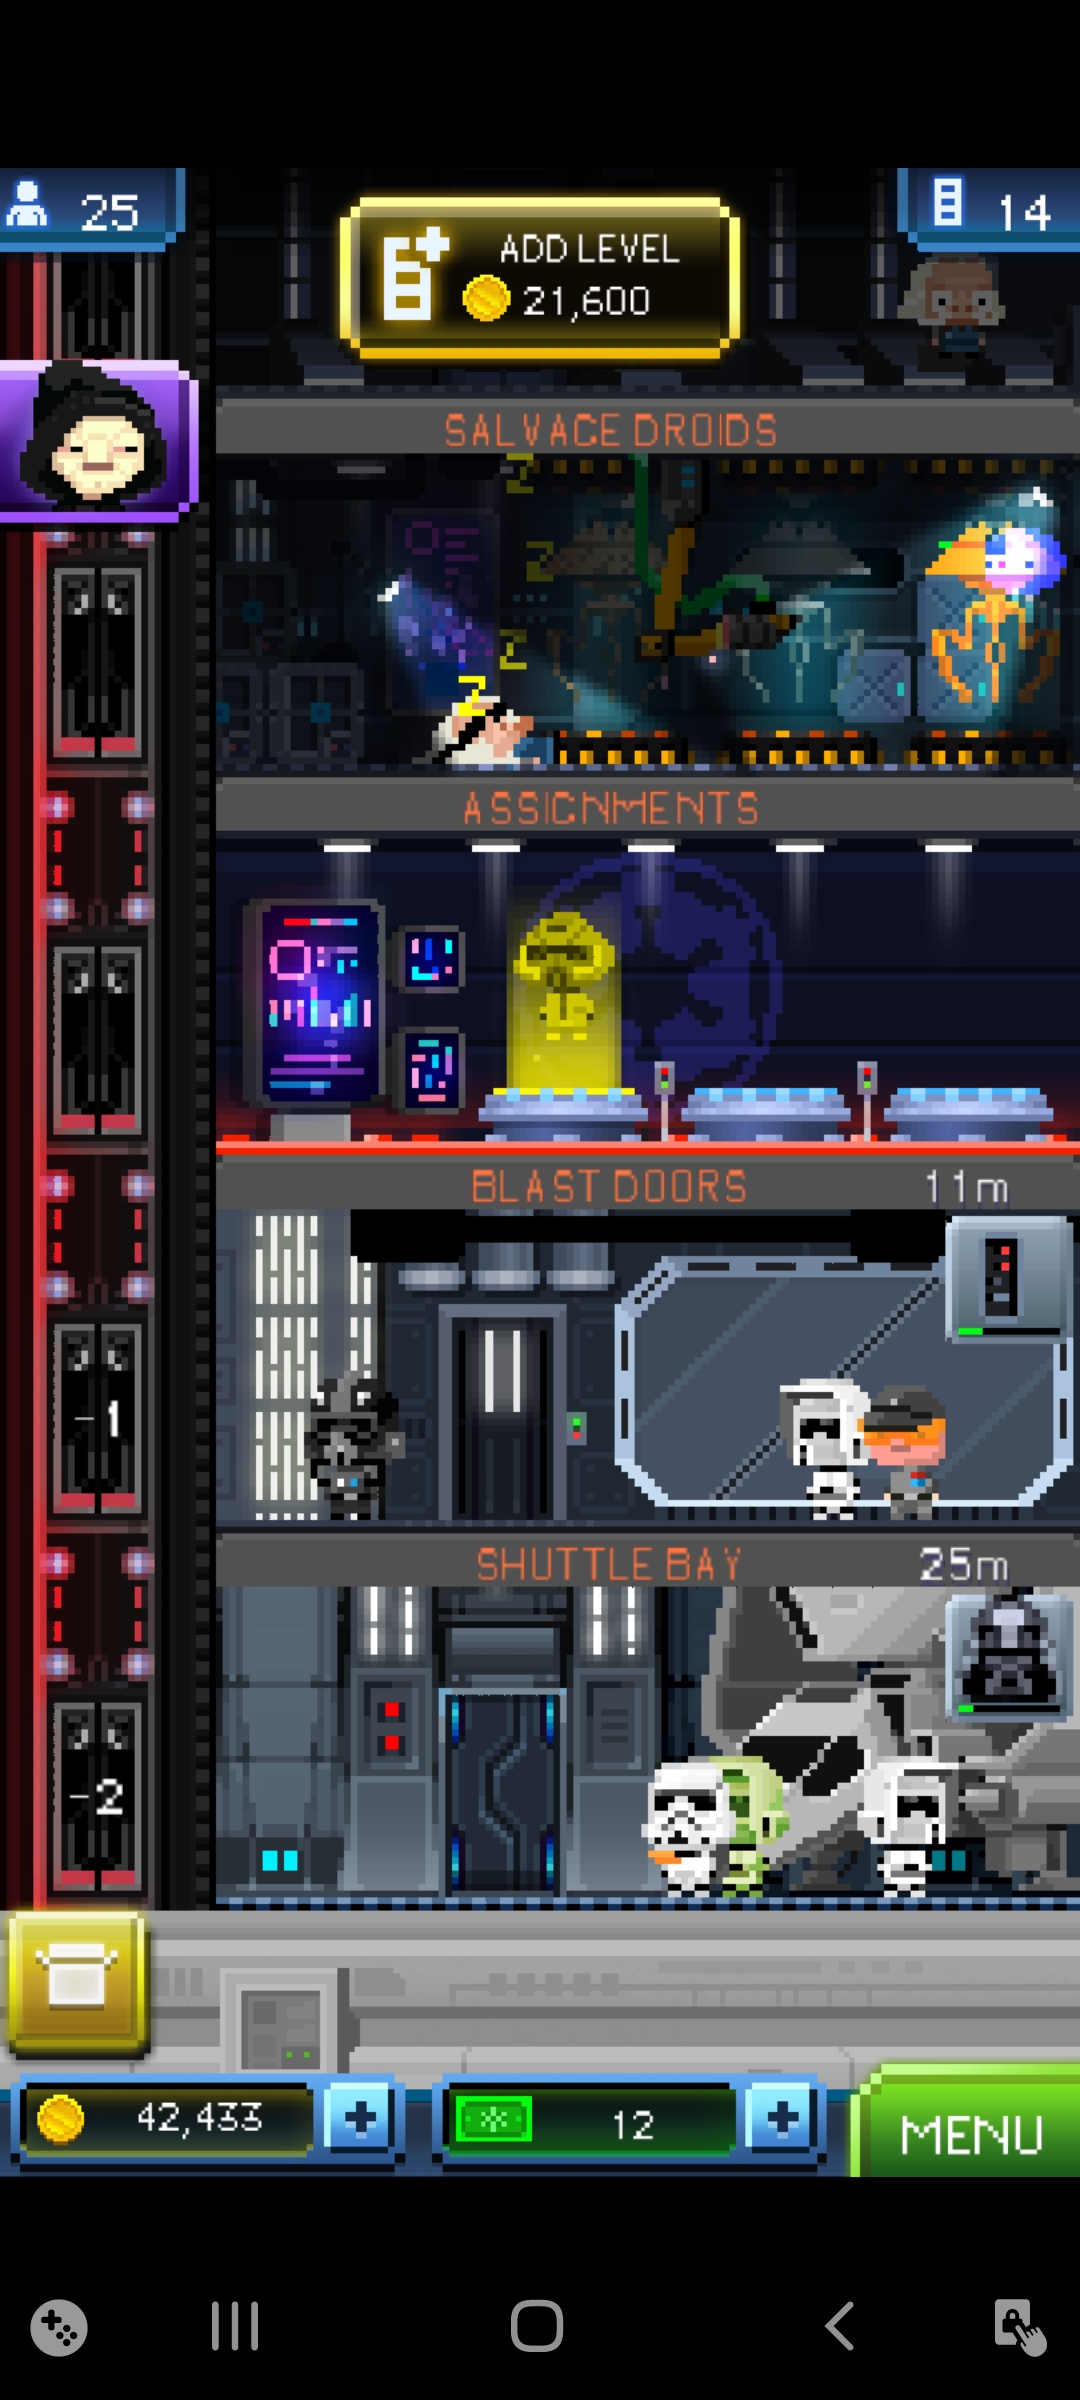 25
ADD LEVEL
21,600
14
SALVAGE DROIDS
Z
Z
Z
Z
ASSIGNMENTS
BLAST DOORS 11m
-1
SHUTTLE BAY 25m
-2
42,433
12
MENU